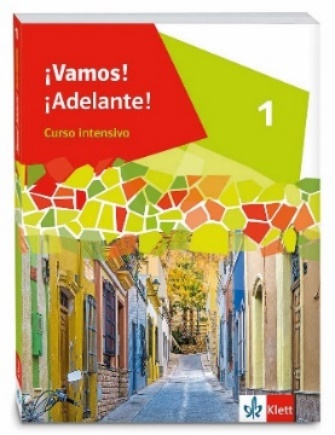 ¡Vamos!
¡Adelante!
1
Curso intensivo
Klett